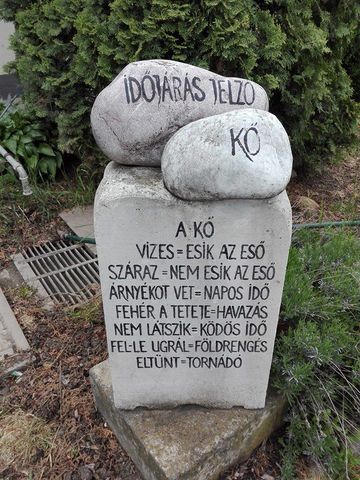 IDŐJÁRÁS JELZŐ
KŐ
A KŐ
VIZES=ESIK AZ ESŐ
SZÁRAZ=NEM ESIK AZ ESŐ
ÁRNYÉKOT VET=NAPOS IDŐ
FEHÉR A TETEJE=HAVAZÁS
NEM LÁTSZIK=KÖDÖS IDŐ
FEL-LE UGRÁL=FÖLDRENGÉS
ELTÜNT=TORNÁDÓ